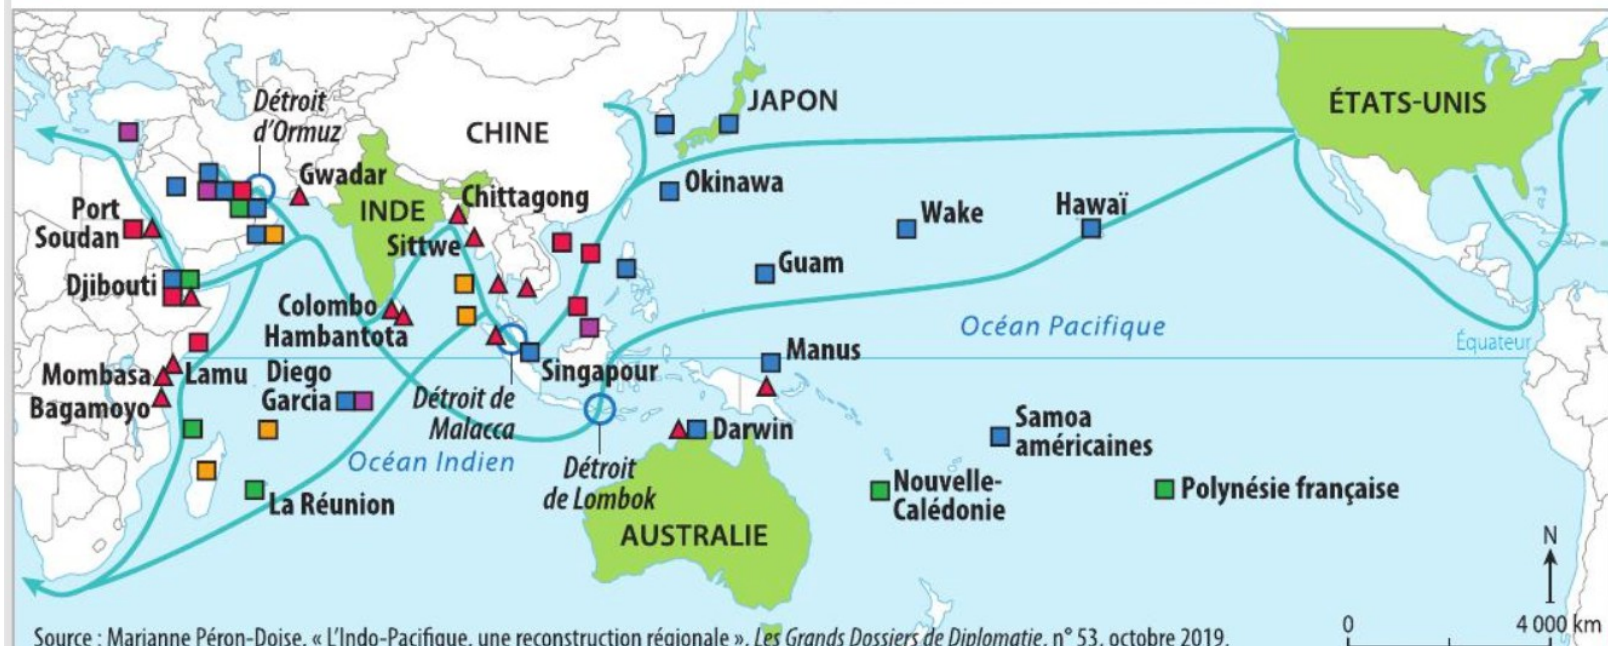 Détroit
d'Ormuz
CHINE
JAPON
ÉTATS-UNIS
Gwadar
Chittagong
Okinawa
INDE
Port
Soudan
Sittwe
Wake
Hawaï
Guam
Djibouti
Colombo
Hambantota
Océan Pacifique
Équateur
Manus
Singapour
Mombasa
Lamu
Bagamoyo
Diego
Garcia
Détroit de
Malacca
Darwin
Samoa
américaines
Océan Indien
Détroit
de Lombok
Nouvelle-
Calédonie
Polynésie française
La Réunion
AUSTRALIE
N
Source : Marianne Péron-Doise, « L'Indo-Pacifique, une reconstruction régionale », Les Grands Dossiers de Diplomatie, n° 53, octobre 2019.
0
4 000 km